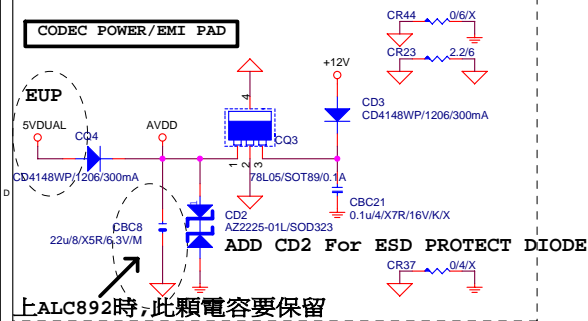 CODEC POWER/EMI PAD
CR44
0/6/X
CR23
2.2/6
+12V
EUP
4
CD3
CD4148WP/1206/300mA
5VDUAL
CQ4
AVDD
CQ3
1
2
3
CD4148WP/1206/300mA
78L05/SOT89/0.1A
D
CBC21
0.1u/4/X7R/16V/K/X
CBC8
22u/8/X5R/6.3V/M
CD2
AZ2225-01L/SOD323
ADD CD2 For ESD PROTECT DIODE
CR37
0/4/X
上ALC892時,此顆電容要保留